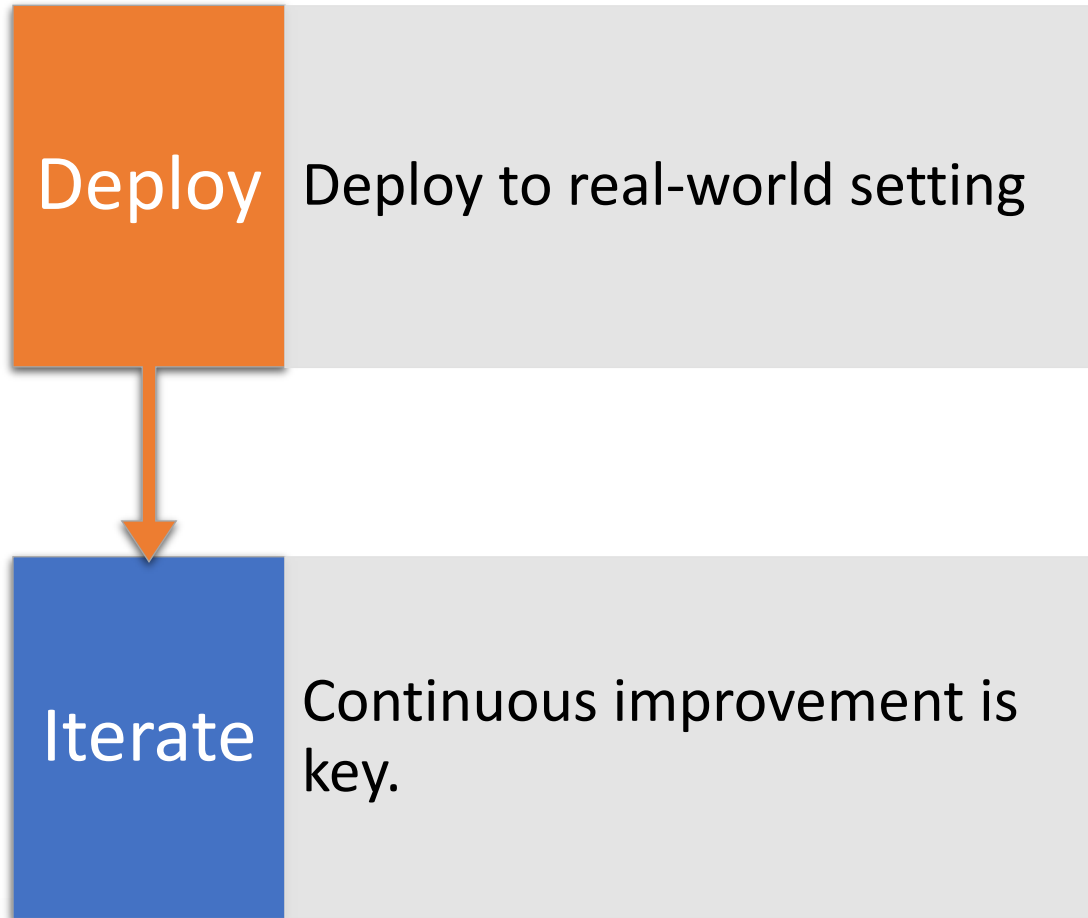 Deploy
Deploy to real-world setting
Iterate
Continuous improvement is
key.